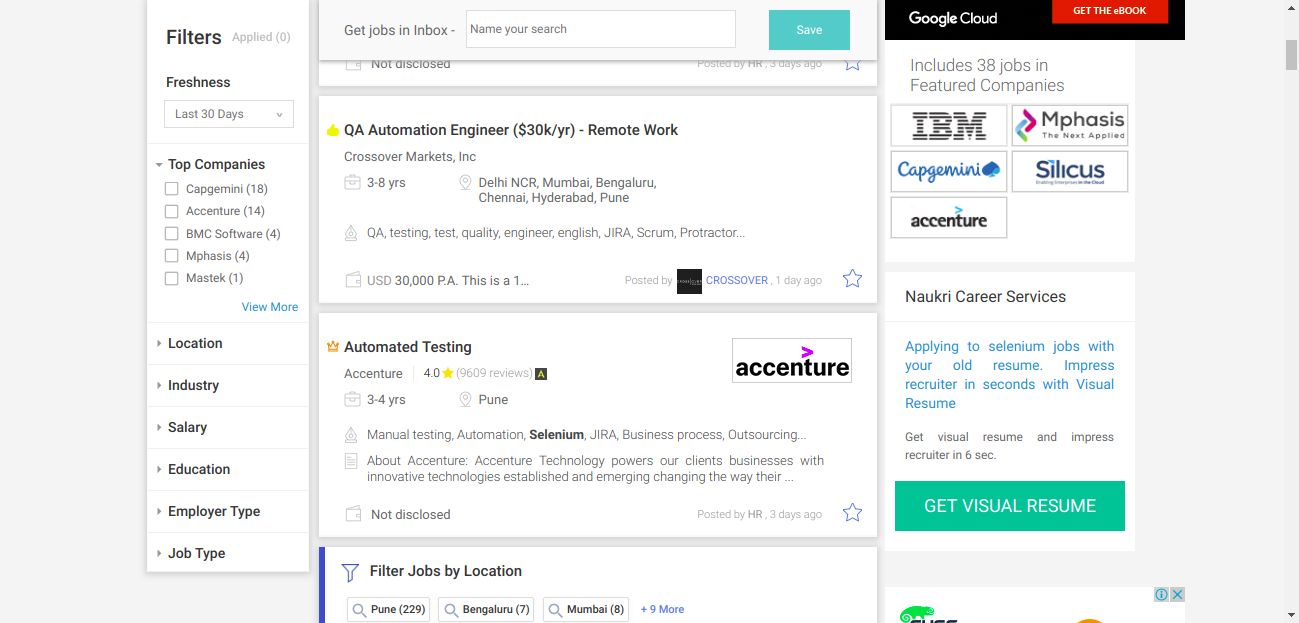 Filters Applied (0)
Freshness
Last 30 Days
Top Companies
Capgemini (18)
Accenture (14)
BMC Software (4)
Mphasis (4)
Mastek (1)
View More
Location
Industry
Salary
Education
Employer Type
Job Type
Get jobs in Inbox - Name your search Save
Not disclosed Posted by HR , 3 days ago
QA Automation Engineer ($30k/yr) - Remote Work
Crossover Markets, Inc
3-8 yrs Delhi NCR, Mumbai, Bengaluru,
Chennai, Hyderabad, Pune
QA, testing, test, quality, engineer, english, JIRA, Scrum, Protractor...
USD 30,000 P.A. This is a 1... Posted by CROSSOVER , 1 day ago
Automated Testing
accenture
Accenture 4.0 (9609 reviews) A
3-4 yrs Pune
Manual testing, Automation, Selenium, JIRA, Business process, Outsourcing...
About Accenture: Accenture Technology powers our clients businesses with
innovative technologies established and emerging changing the way their ...
Not disclosed Posted by HR , 3 days ago
Filter Jobs by Location
Pune (229) Bengaluru (7) Mumbai (8) + 9 More
Google Cloud GET THE eBOOK
Includes 38 jobs in
Featured Companies
IBM Mphasis
The Next Applied
Capgemini Silicus
Enabling Enterprises in the Cloud
accenture
Naukri Career Services
Applying to selenium jobs with
your old resume. Impress
recruiter in seconds with Visual
Resume
Get visual resume and impress
recruiter in 6 sec.
GET VISUAL RESUME